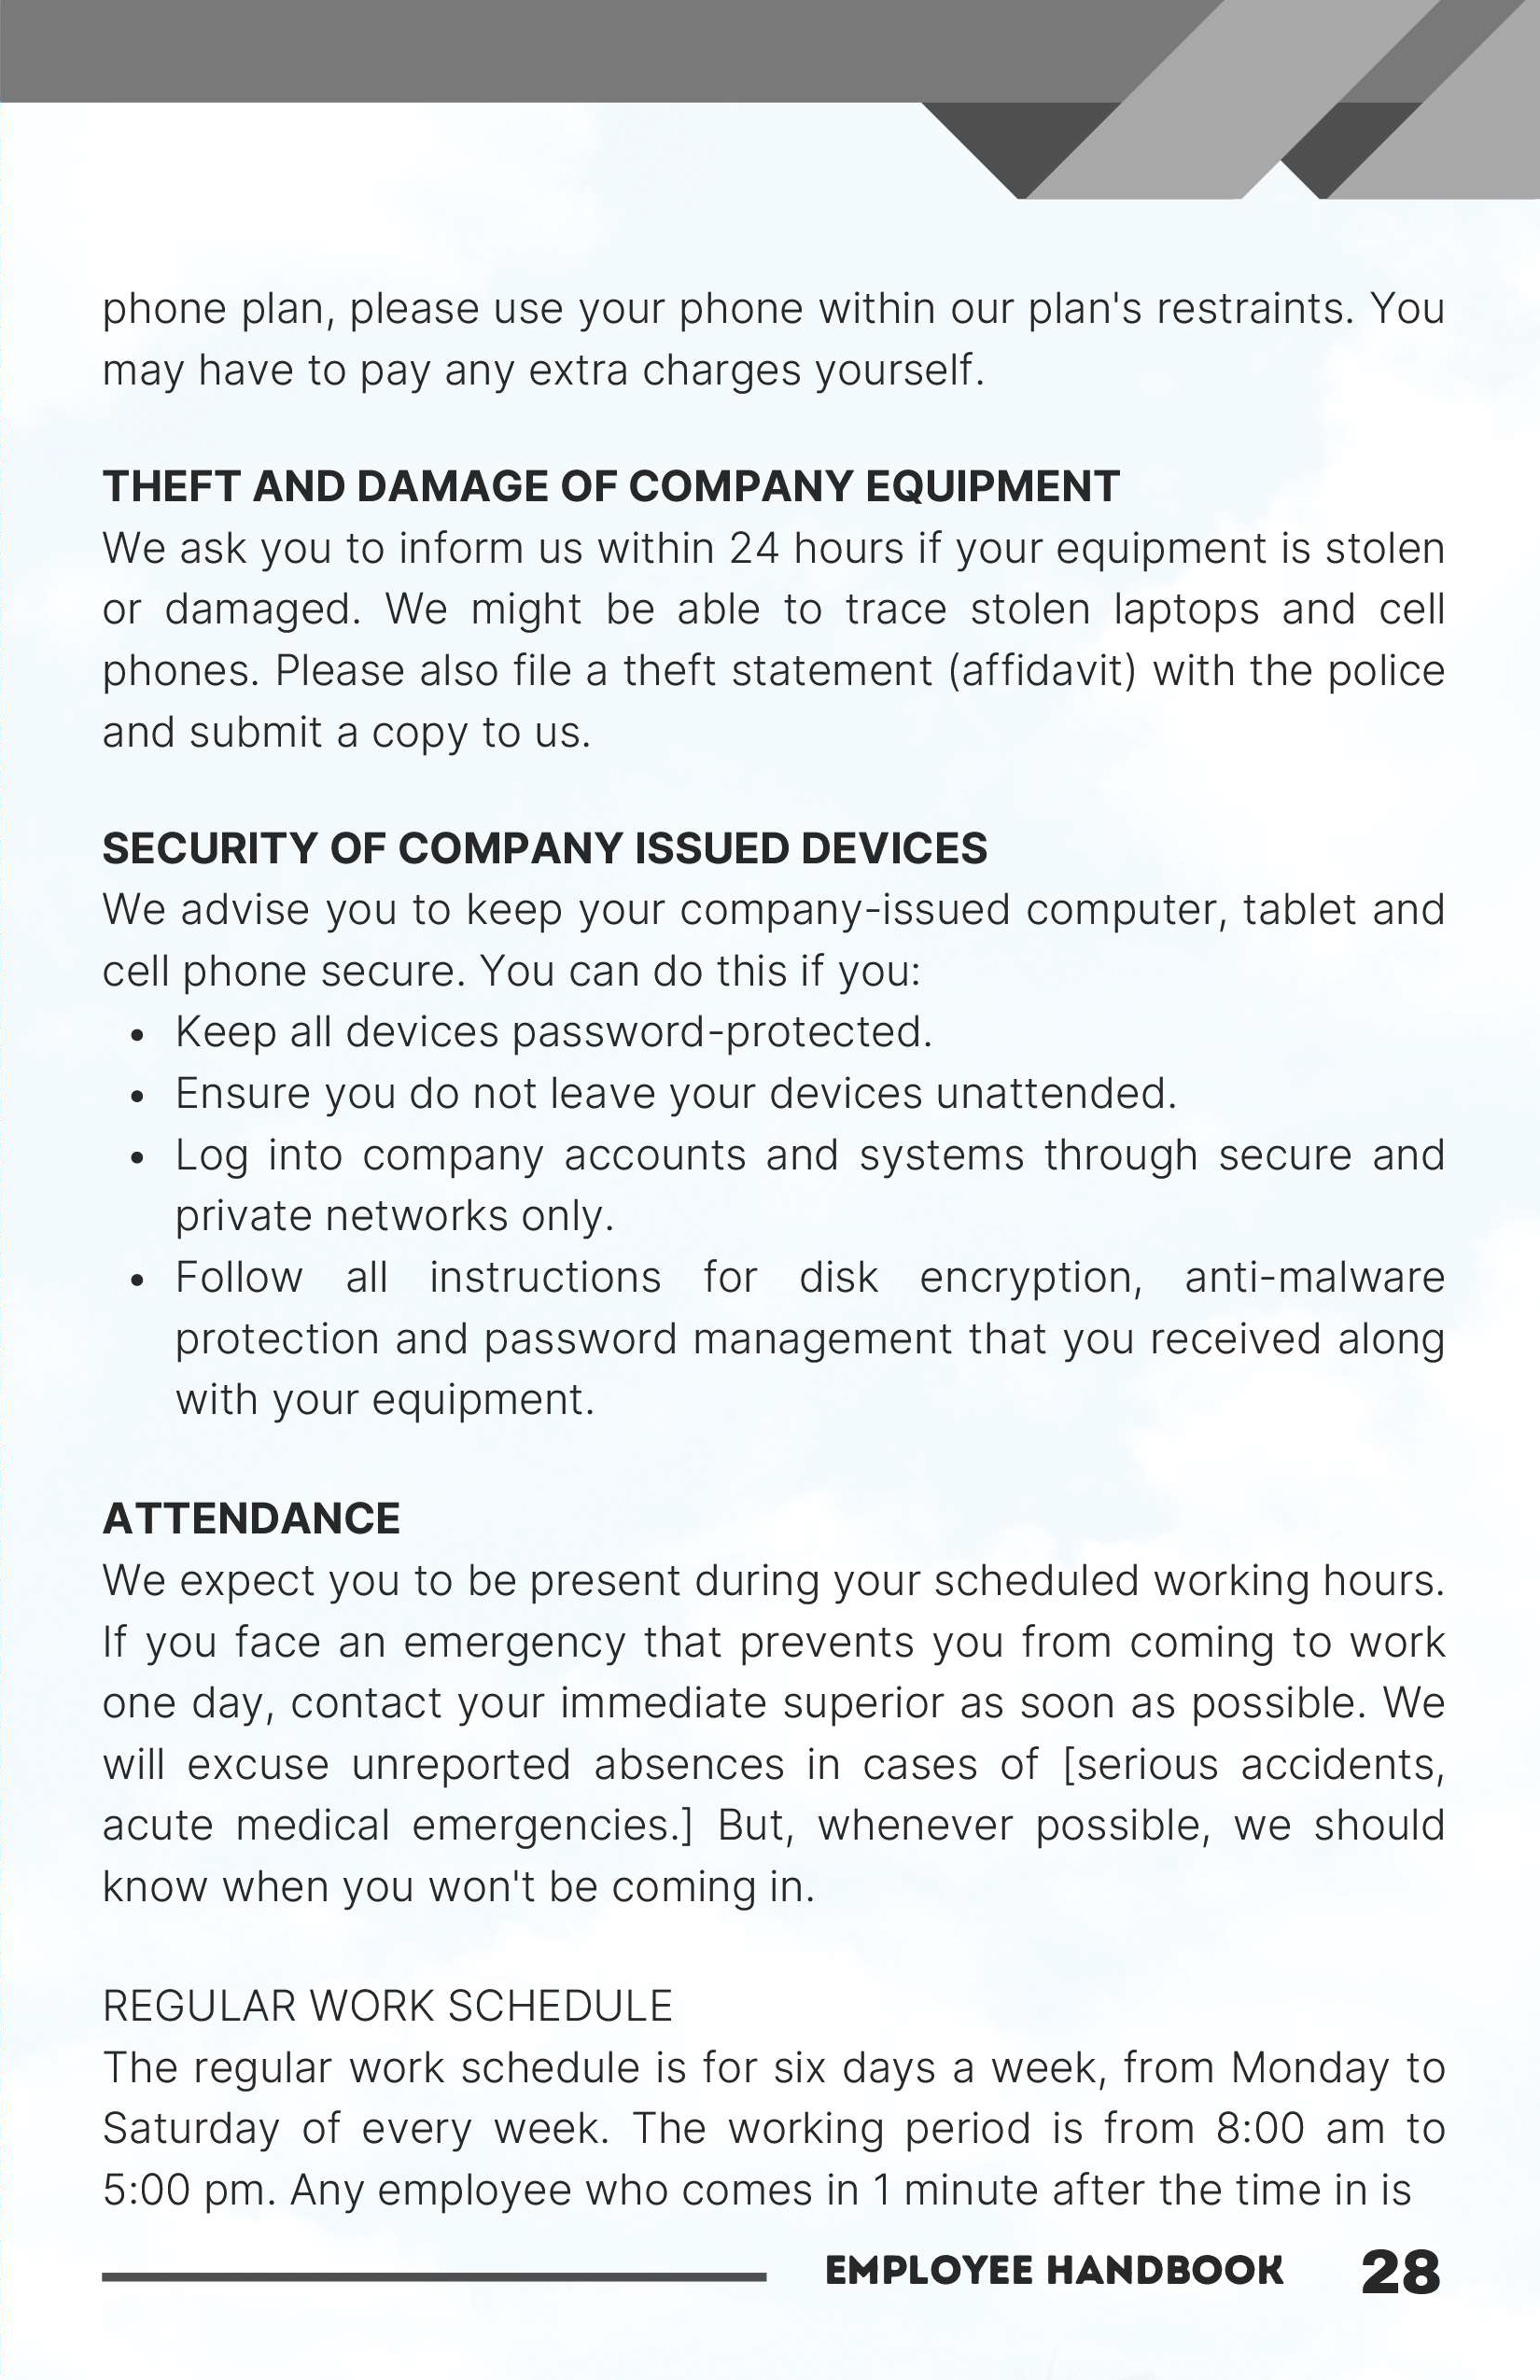 phone plan, please use your phone within our plan's restraints. You
may have to pay any extra charges yourself.
THEFT AND DAMAGE OF COMPANY EQUIPMENT
We ask you to inform us within 24 hours if your equipment is stolen
or damaged. We might be able to trace stolen laptops and cell
phones. Please also file a theft statement (affidavit) with the police
and submit a copy to us.
SECURITY OF COMPANY ISSUED DEVICES
We advise you to keep your company-issued computer, tablet and
cell phone secure. You can do this if you:
• Keep all devices password-protected.
• Ensure you do not leave your devices unattended.
• Log into company accounts and systems through secure and
private networks only.
• Follow all instructions for disk encryption, anti-malware
protection and password management that you received along
with your equipment.
ATTENDANCE
We expect you to be present during your scheduled working hours.
If you face an emergency that prevents you from coming to work
one day, contact your immediate superior as soon as possible. We
will excuse unreported absences in cases of [serious accidents,
acute medical emergencies.] But, whenever possible, we should
know when you won't be coming in.
REGULAR WORK SCHEDULE
The regular work schedule is for six days a week, from Monday to
Saturday of every week. The working period is from 8:00 am to
5:00 pm. Any employee who comes in 1 minute after the time in is
EMPLOYEE HANDBOOK 28